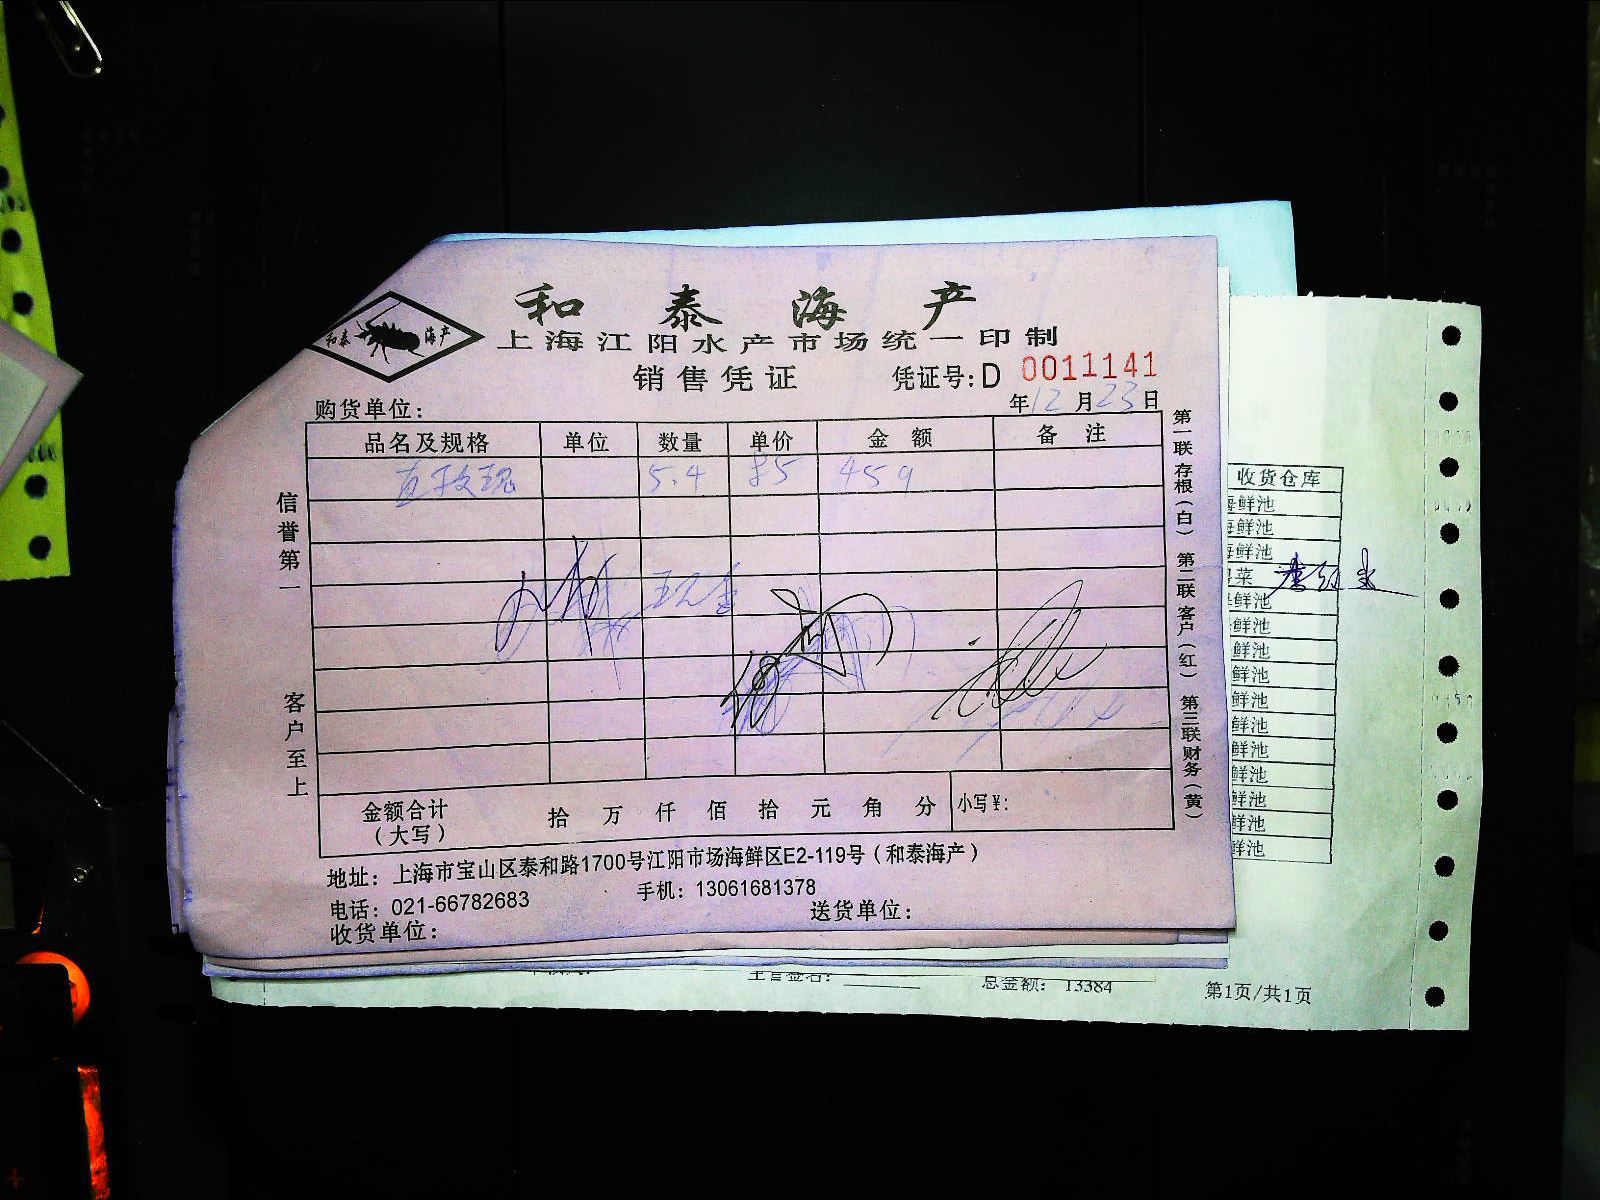 和泰海产
和泰 海产
上海江阳水产市场统一印制
销售凭证 凭证号:D 0011141
购货单位: 年12月23日
品名及规格 单位 数量 单价 金额 备注
5.4 85 459
现金
金额合计(大写) 拾 万 仟 佰 拾 元 角 分 小写¥:
地址:上海市宝山区泰和路1700号江阳市场海鲜区E2-119号(和泰海产)
电话:021-66782683 手机:13061681378
收货单位: 送货单位:
信誉第一
客户至上
第一联存根(白) 第二联客户(红) 第三联财务(黄)
收货仓库
海鲜池
海鲜池
海鲜池
菜
鲜池
鲜池
鲜池
鲜池
鲜池
鲜池
鲜池
鲜池
鲜池
鲜池
鲜池
主管签名: 总金额: 13384 第1页/共1页